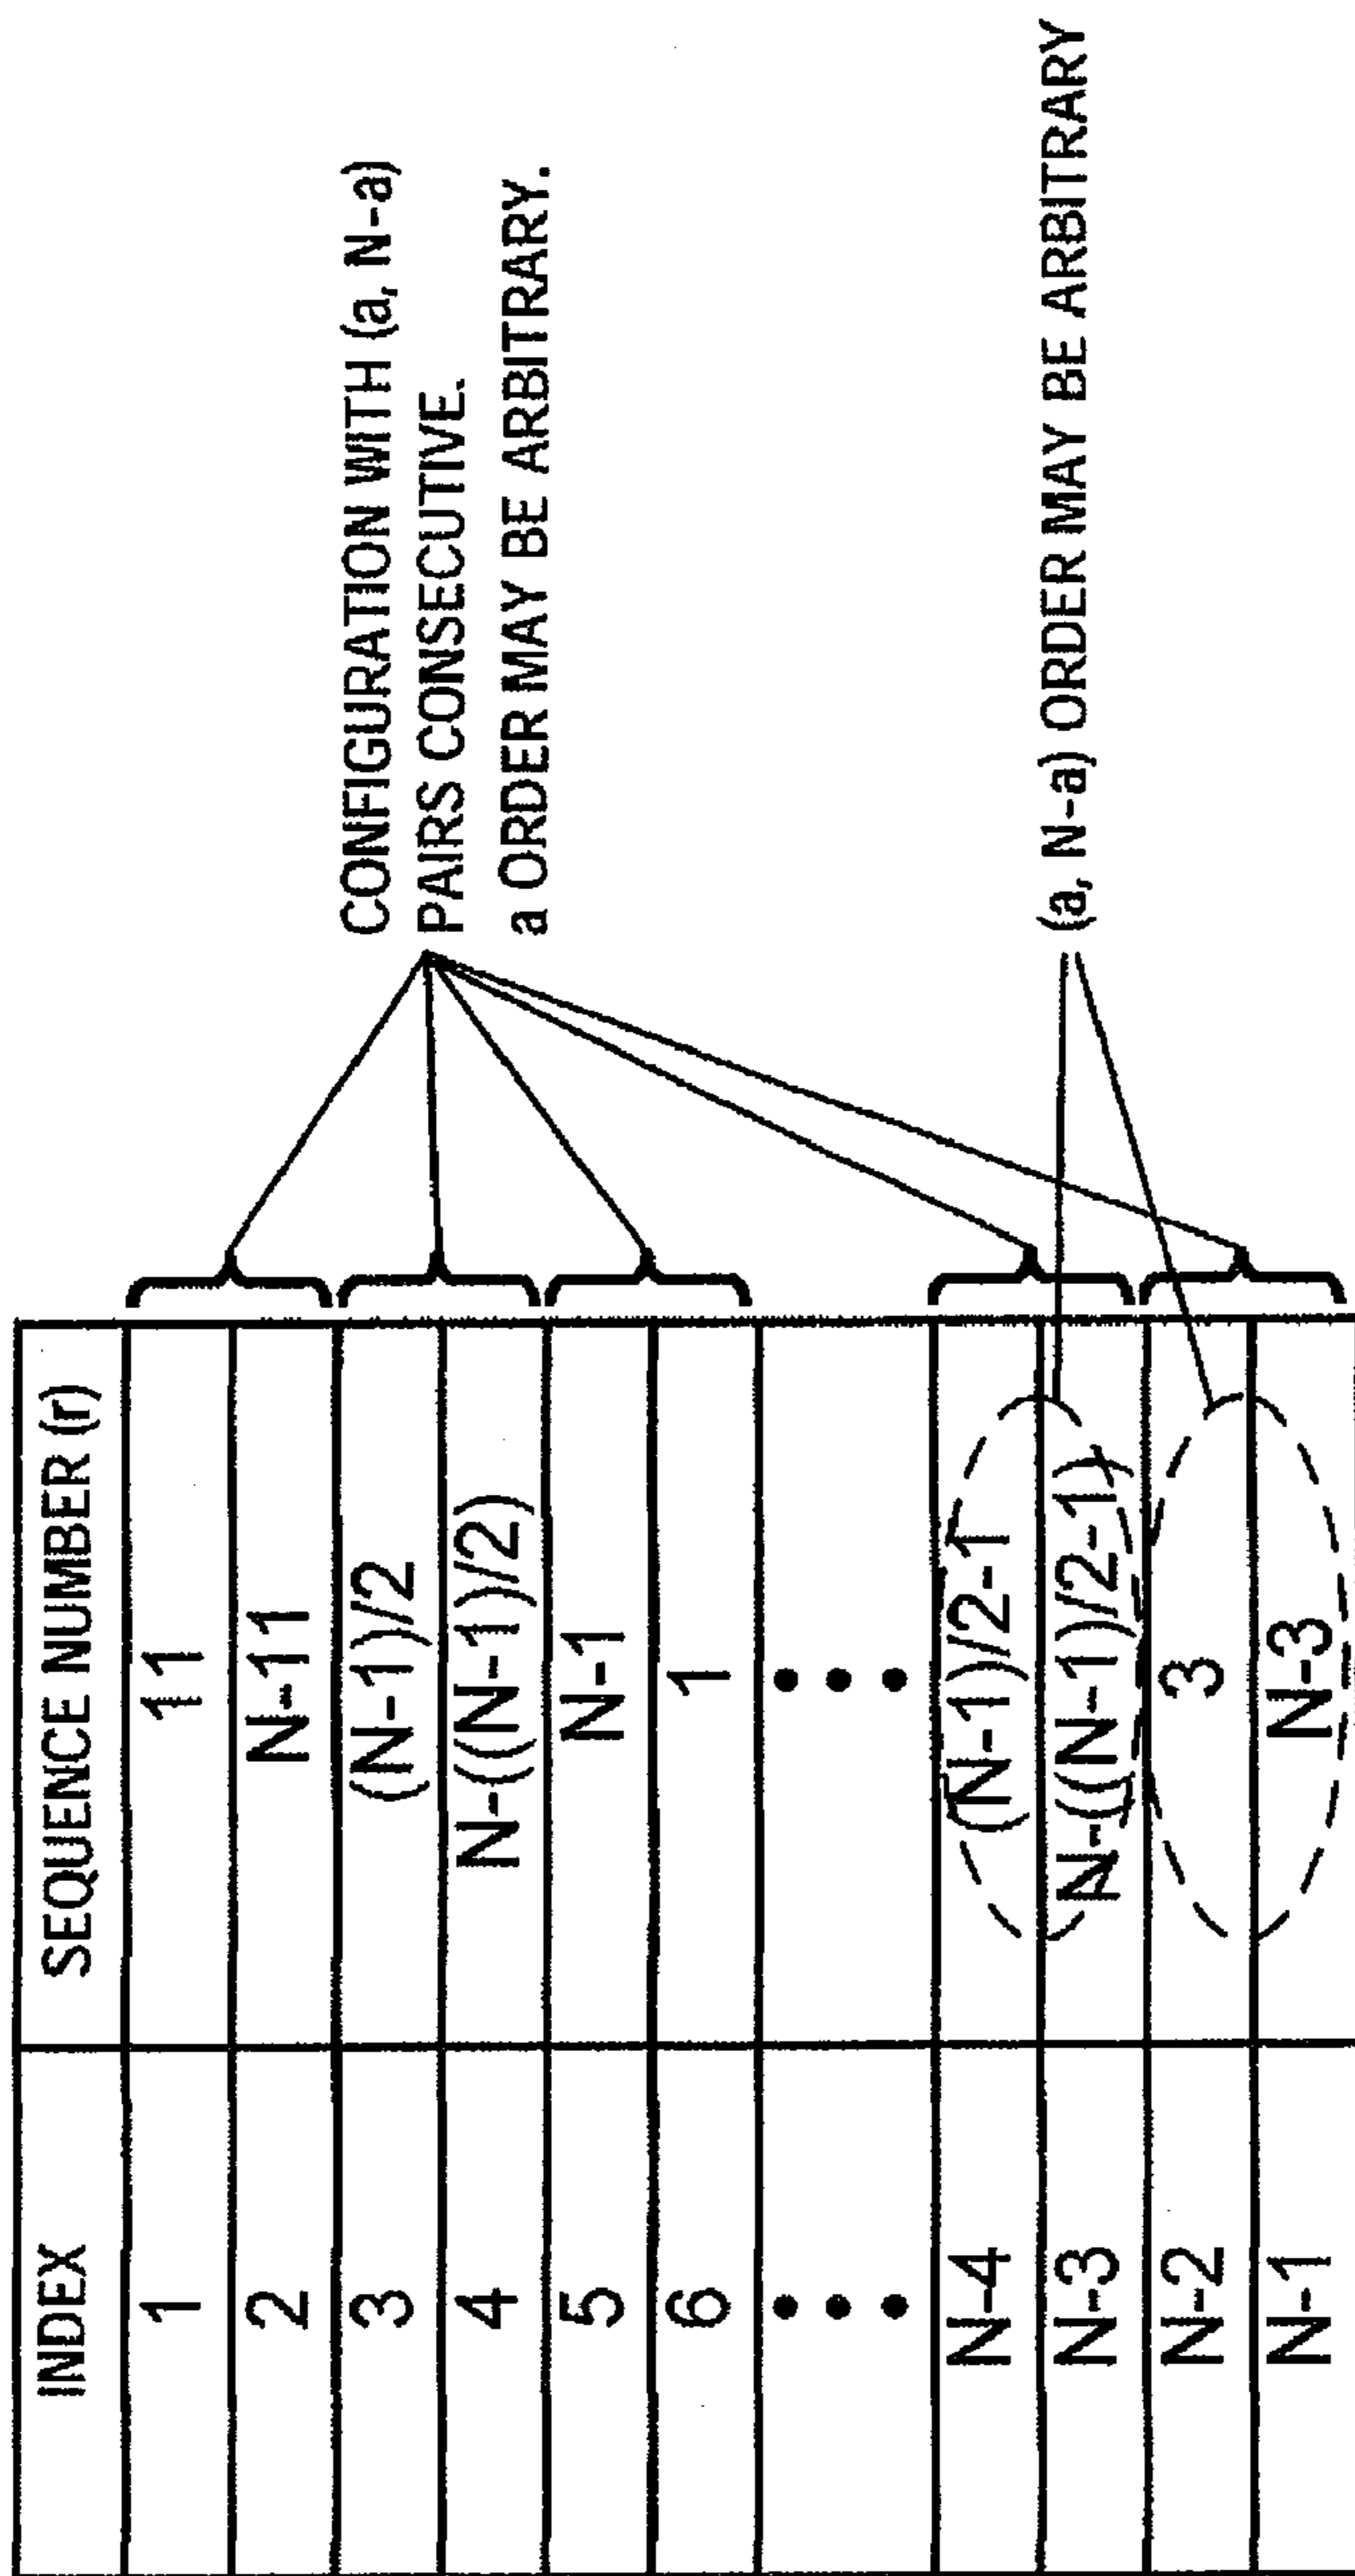 INDEX SEQUENCE NUMBER (r)
1 11
2 N-11
3 (N-1)/2
4 N-((N-1)/2)
5 N-1
6 1
••• •••
N-4 (N-1)/2-1
N-3 N-((N-1)/2-1)
N-2 3
N-1 N-3
CONFIGURATION WITH (a, N-a)
PAIRS CONSECUTIVE.
a ORDER MAY BE ARBITRARY.
(a, N-a) ORDER MAY BE ARBITRARY